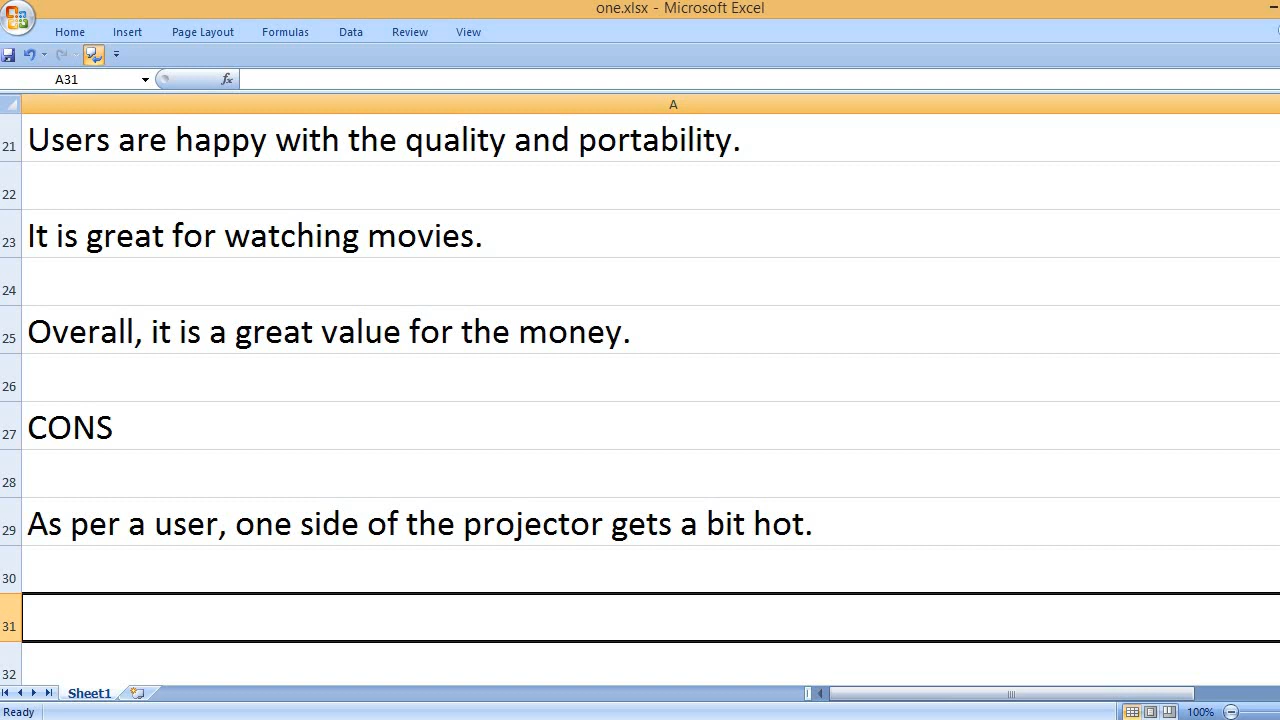 one.xlsx - Microsoft Excel
Home Insert Page Layout Formulas Data Review View
A31 fx
A
21 Users are happy with the quality and portability.
22
23 It is great for watching movies.
24
25 Overall, it is a great value for the money.
26
27 CONS
28
29 As per a user, one side of the projector gets a bit hot.
30
31
32
Sheet1
Ready 100%